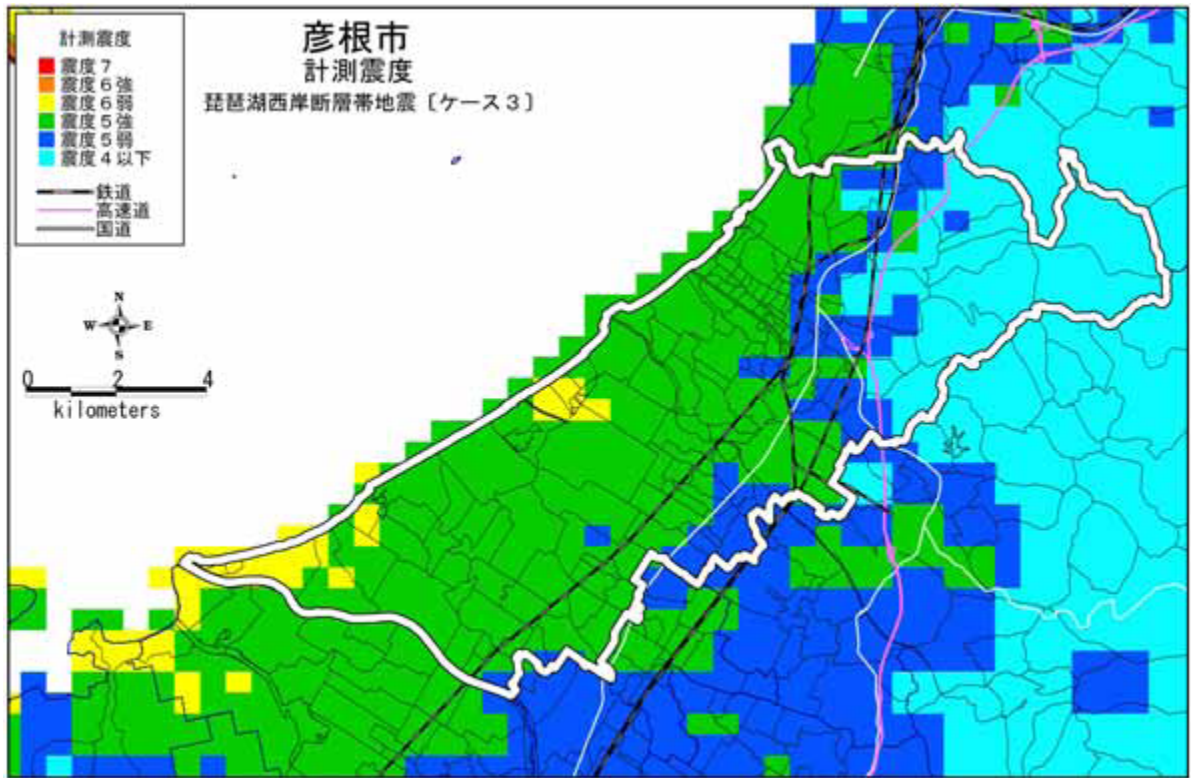 計測震度
震度7
震度6強
震度6弱
震度5強
震度5弱
震度4以下
鉄道
高速道
国道
彦根市
計測震度
琵琶湖西岸断層帯地震〔ケース3〕
N
W E
S
0 2 4
kilometers